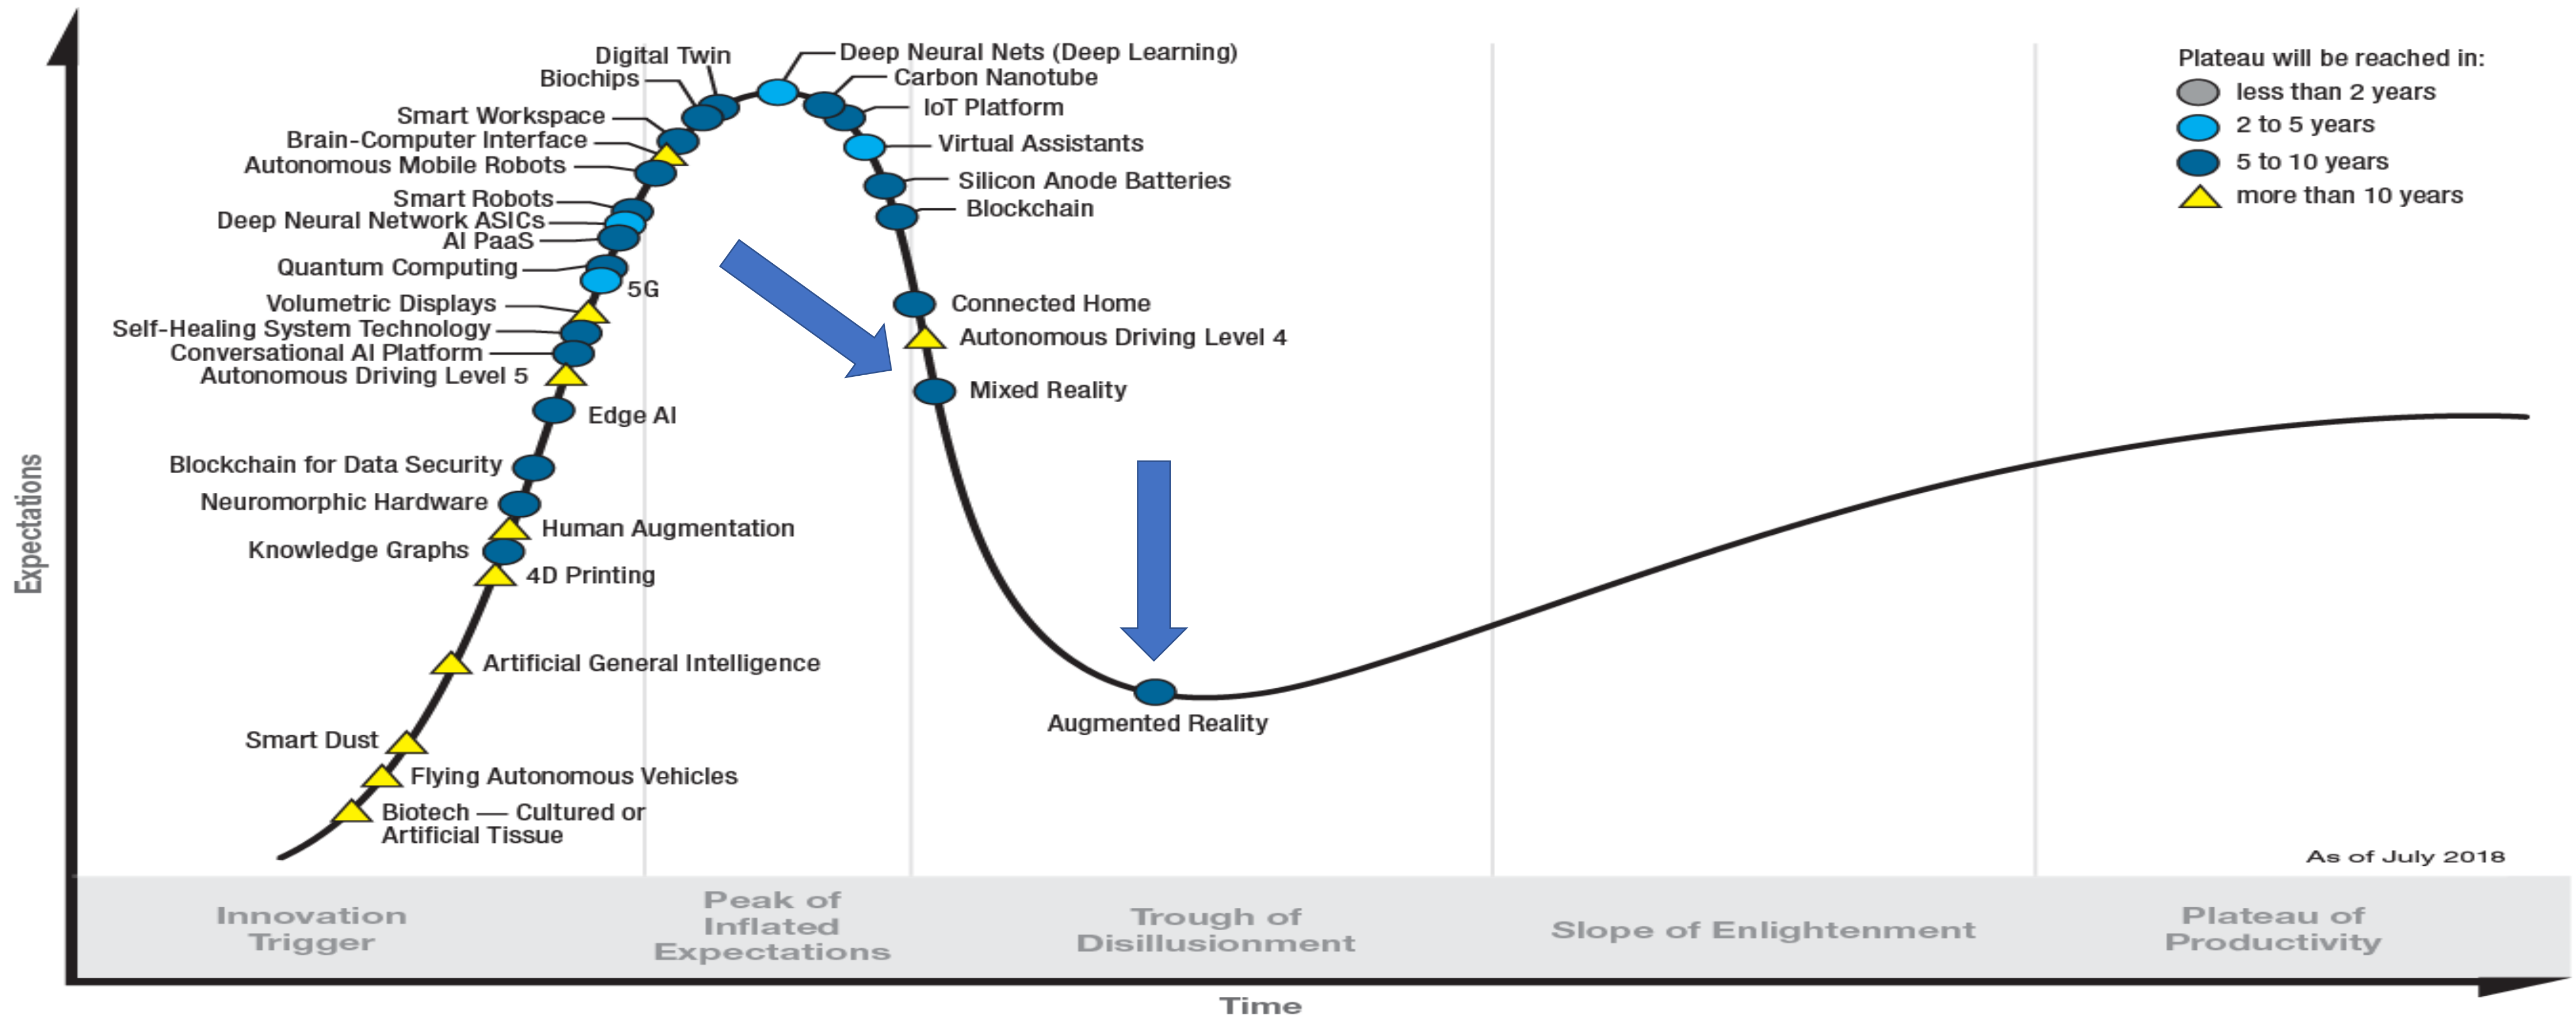 Digital Twin
Biochips
Smart Workspace
Brain-Computer Interface
Autonomous Mobile Robots
Smart Robots
Deep Neural Network ASICs
AI PaaS
Quantum Computing
5G
Volumetric Displays
Self-Healing System Technology
Conversational AI Platform
Autonomous Driving Level 5
Edge AI
Blockchain for Data Security
Neuromorphic Hardware
Human Augmentation
Knowledge Graphs
4D Printing
Artificial General Intelligence
Smart Dust
Flying Autonomous Vehicles
Biotech — Cultured or
Artificial Tissue
Deep Neural Nets (Deep Learning)
Carbon Nanotube
IoT Platform
Virtual Assistants
Silicon Anode Batteries
Blockchain
Connected Home
Autonomous Driving Level 4
Mixed Reality
Augmented Reality
Plateau will be reached in:
less than 2 years
2 to 5 years
5 to 10 years
more than 10 years
As of July 2018
Expectations
Innovation
Trigger
Peak of
Inflated
Expectations
Trough of
Disillusionment
Slope of Enlightenment
Plateau of
Productivity
Time